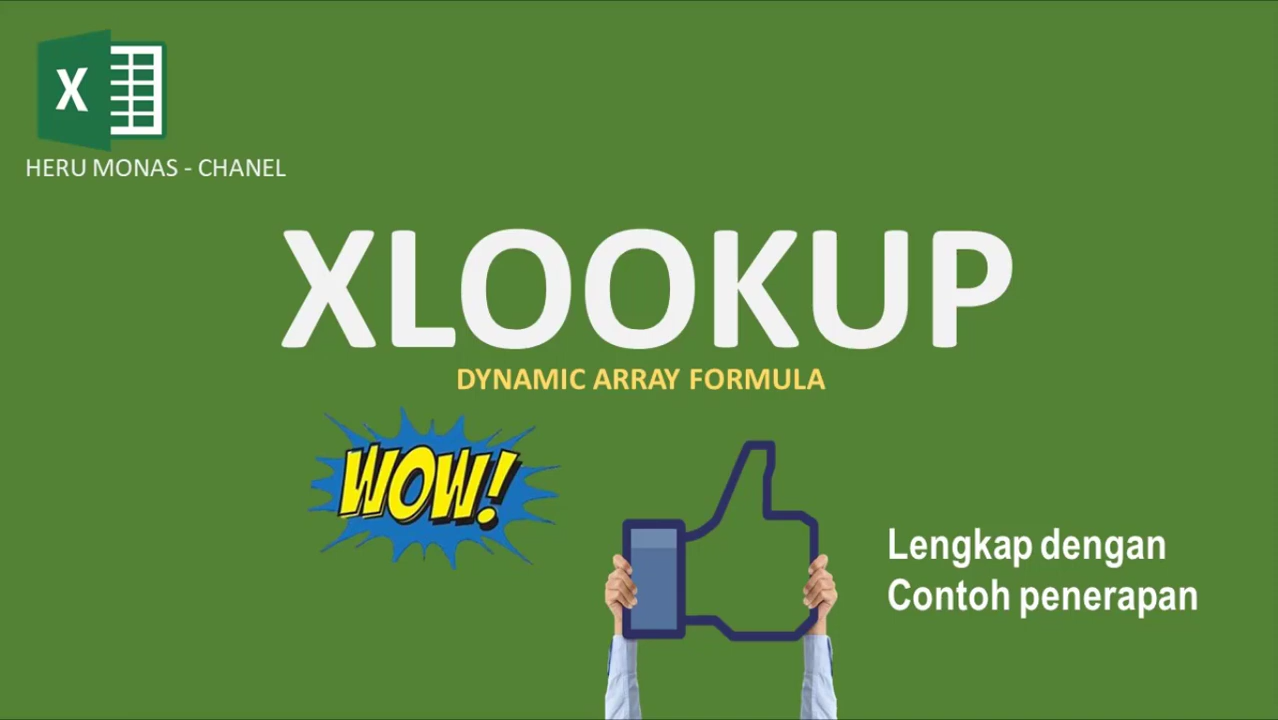 X
HERU MONAS - CHANEL
XLOOKUP
DYNAMIC ARRAY FORMULA
WOW!
Lengkap dengan
Contoh penerapan